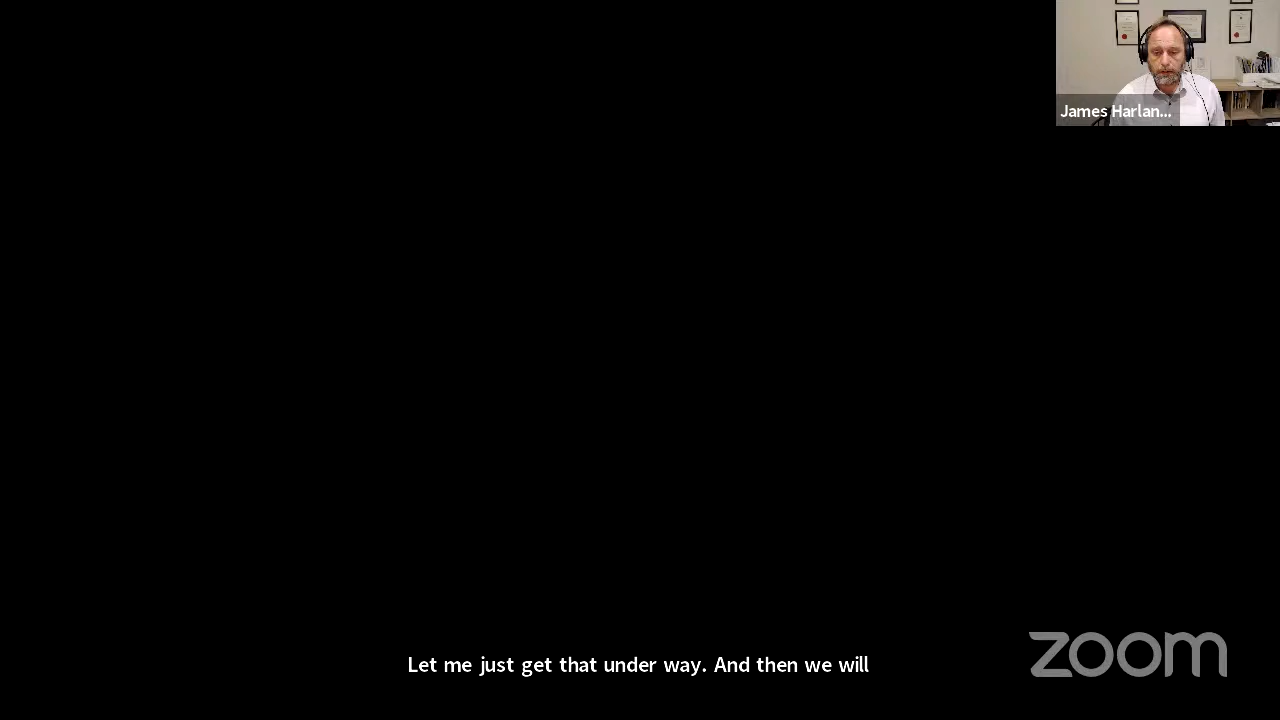 James Harlan...
Let me just get that under way. And then we will
zoom